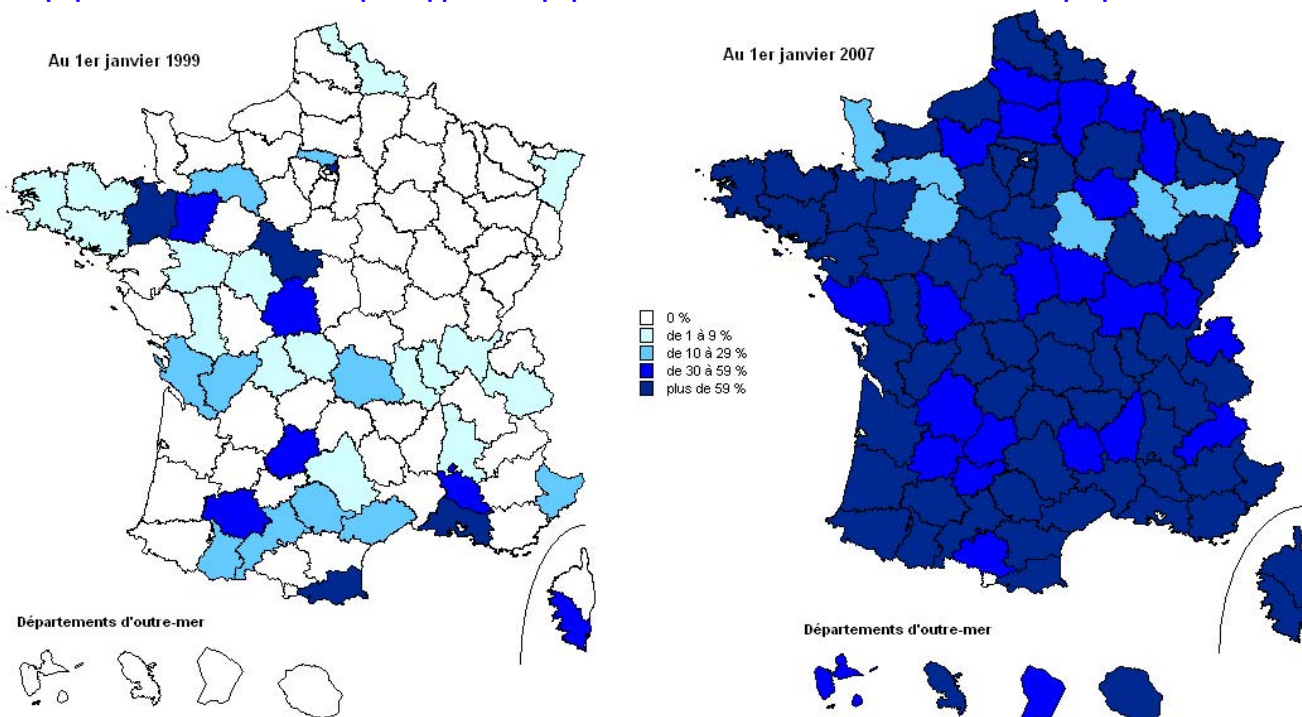 Au 1er janvier 1999
Au 1er janvier 2007
0 %
de 1 à 9 %
de 10 à 29 %
de 30 à 59 %
plus de 59 %
Départements d'outre-mer
Départements d'outre-mer